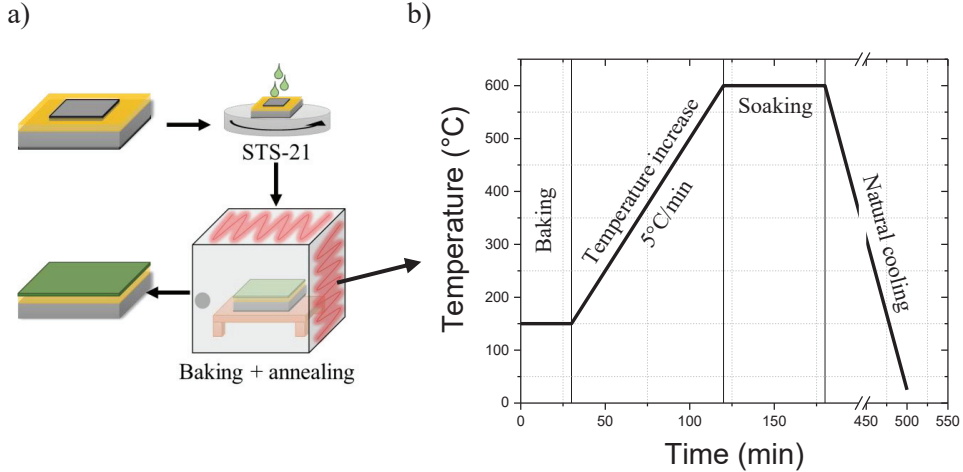 a)
STS-21
Baking + annealing
b)
Temperature (°C)
600
500
400
300
200
100
0
Baking
Temperature increase
5°C/min
Soaking
Natural cooling
0 50 100 150 450 500 550
Time (min)